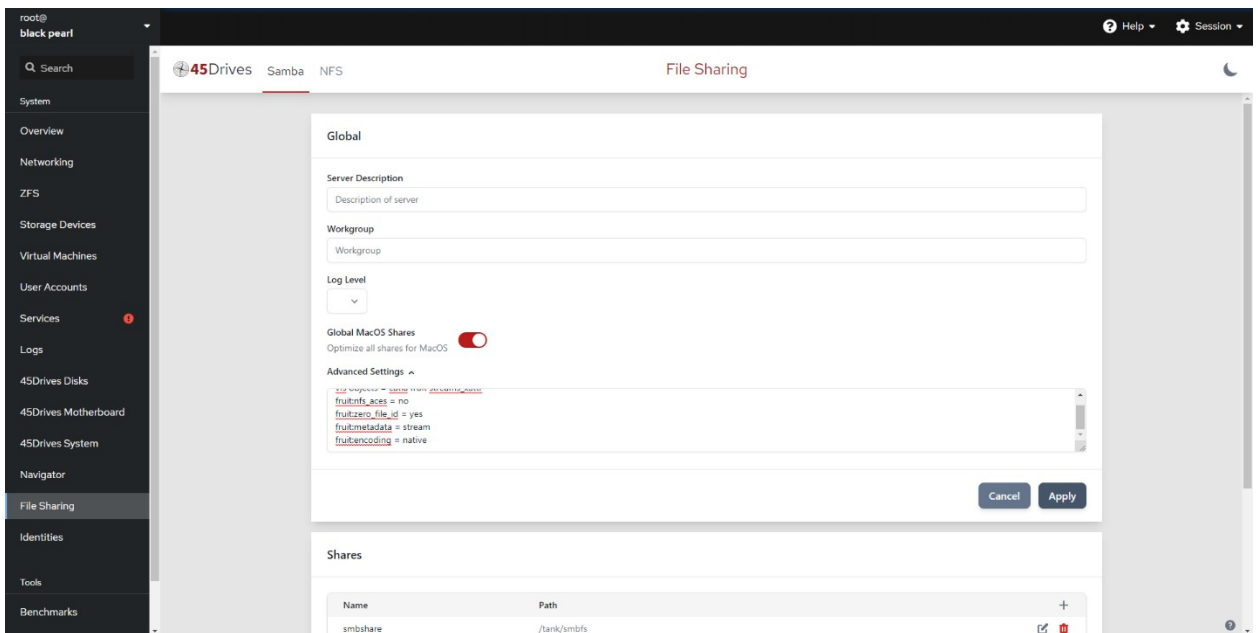 root@
black pearl
Help
Session
Search
45Drives
Samba
NFS
File Sharing
System
Overview
Networking
ZFS
Storage Devices
Virtual Machines
User Accounts
Services
Logs
45Drives Disks
45Drives Motherboard
45Drives System
Navigator
File Sharing
Identities
Tools
Benchmarks
Global
Server Description
Description of server
Workgroup
Workgroup
Log Level
Global MacOS Shares
Optimize all shares for MacOS
Advanced Settings
fruit:nfs_aces = no
fruit:zero_file_id = yes
fruit:metadata = stream
fruit:encoding = native
Cancel
Apply
Shares
Name
Path
smbshare
/tank/smbfs